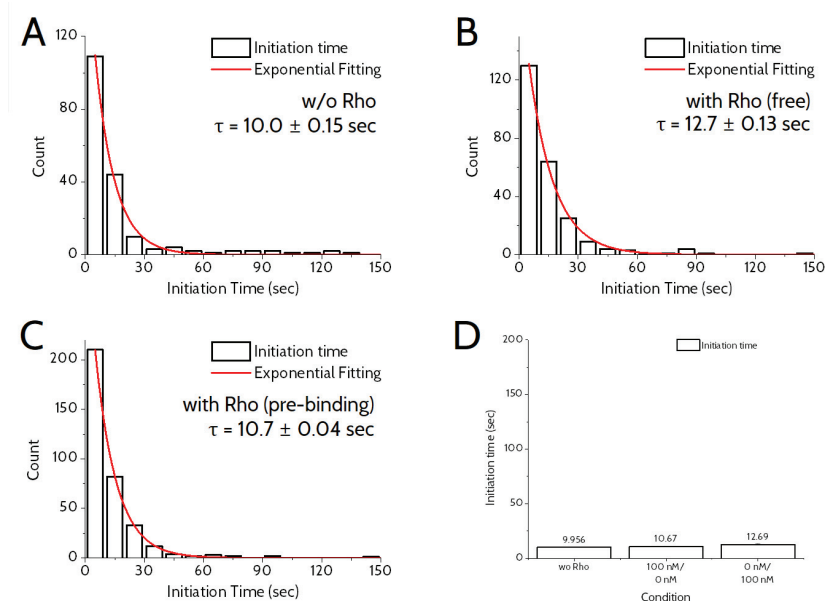 A
120
80
40
0
Count
Initiation time
Exponential Fitting
w/o Rho
τ = 10.0 ± 0.15 sec
0 30 60 90 120 150
Initiation Time (sec)
B
120
80
40
0
Count
Initiation time
Exponential Fitting
with Rho (free)
τ = 12.7 ± 0.13 sec
0 30 60 90 120 150
Initiation Time (sec)
C
200
150
100
50
0
Count
Initiation time
Exponential Fitting
with Rho (pre-binding)
τ = 10.7 ± 0.04 sec
0 30 60 90 120 150
Initiation Time (sec)
D
200
150
100
50
0
Initiation time (sec)
Initiation time
9.956 10.67 12.69
wo Rho 100 nM/ 0 nM/
0 nM 100 nM
Condition